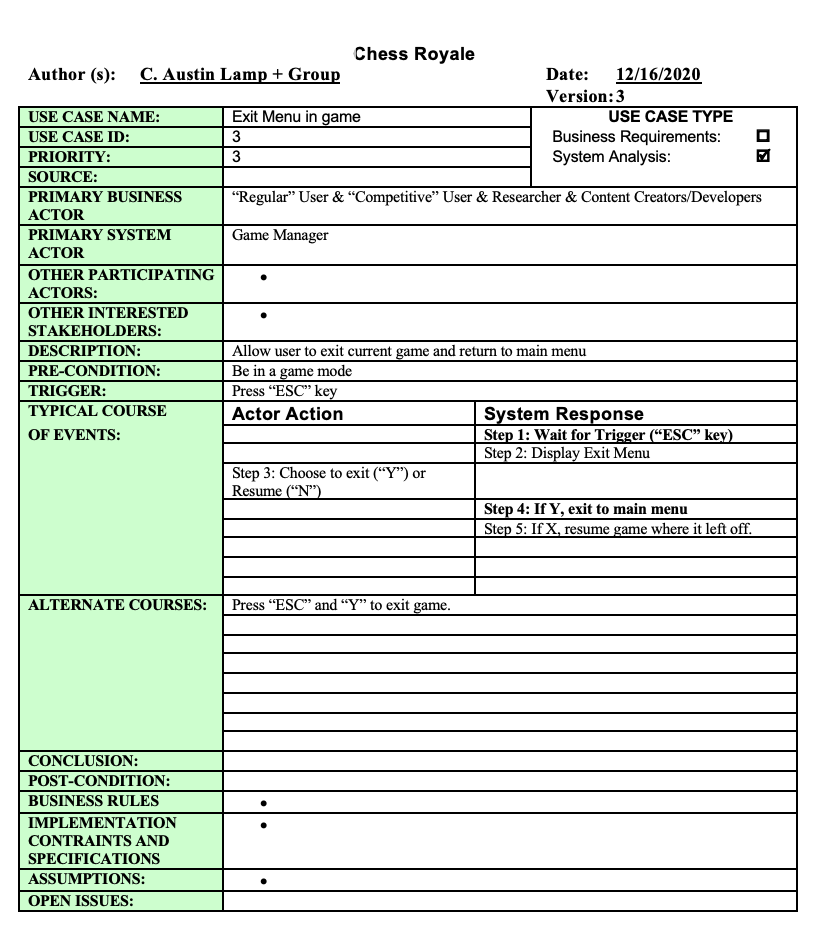 Chess Royale
Author (s): C. Austin Lamp + Group Date: 12/16/2020
Version: 3
USE CASE NAME: Exit Menu in game USE CASE TYPE
USE CASE ID: 3 Business Requirements: ☐
PRIORITY: 3 System Analysis: ☑
SOURCE:
PRIMARY BUSINESS “Regular” User & “Competitive” User & Researcher & Content Creators/Developers
ACTOR
PRIMARY SYSTEM Game Manager
ACTOR
OTHER PARTICIPATING •
ACTORS:
OTHER INTERESTED •
STAKEHOLDERS:
DESCRIPTION: Allow user to exit current game and return to main menu
PRE-CONDITION: Be in a game mode
TRIGGER: Press “ESC” key
TYPICAL COURSE Actor Action System Response
OF EVENTS: Step 1: Wait for Trigger (“ESC” key)
Step 2: Display Exit Menu
Step 3: Choose to exit (“Y”) or
Resume (“N”)
Step 4: If Y, exit to main menu
Step 5: If X, resume game where it left off.
ALTERNATE COURSES: Press “ESC” and “Y” to exit game.
CONCLUSION:
POST-CONDITION:
BUSINESS RULES •
IMPLEMENTATION •
CONTRAINTS AND
SPECIFICATIONS
ASSUMPTIONS: •
OPEN ISSUES: